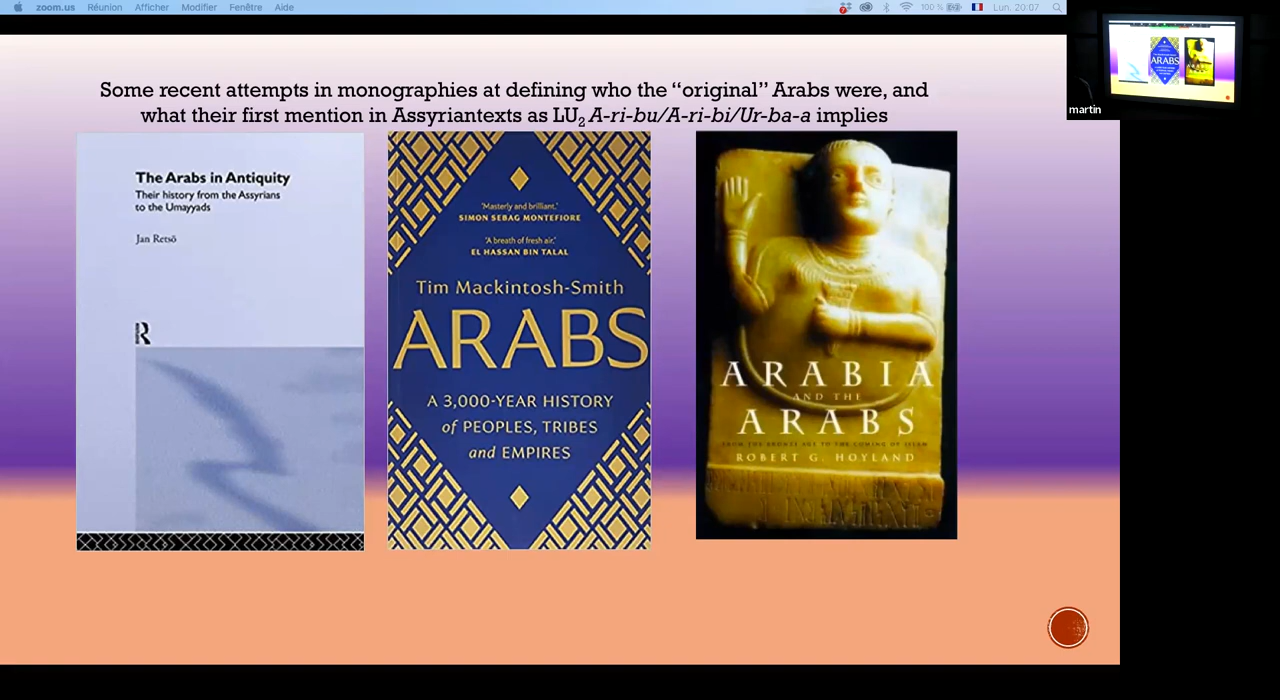 zoom.us Réunion Afficher Modifier Fenêtre Aide
7 100 % Lun. 20:07
martin
Some recent attempts in monographies at defining who the “original” Arabs were, and
what their first mention in Assyriantexts as LU₂ A-ri-bu/A-ri-bi/Ur-ba-a implies
The Arabs in Antiquity
Their history from the Assyrians
to the Umayyads
Jan Retsö
R
'Masterly and brilliant.'
SIMON SEBAG MONTEFIORE
'A breath of fresh air.'
EL HASSAN BIN TALAL
Tim Mackintosh-Smith
ARABS
A 3,000-YEAR HISTORY
of PEOPLES, TRIBES
and EMPIRES
ARABIA
AND THE
ARABS
FROM THE BRONZE AGE TO THE COMING OF ISLAM
ROBERT G. HOYLAND
ARABS